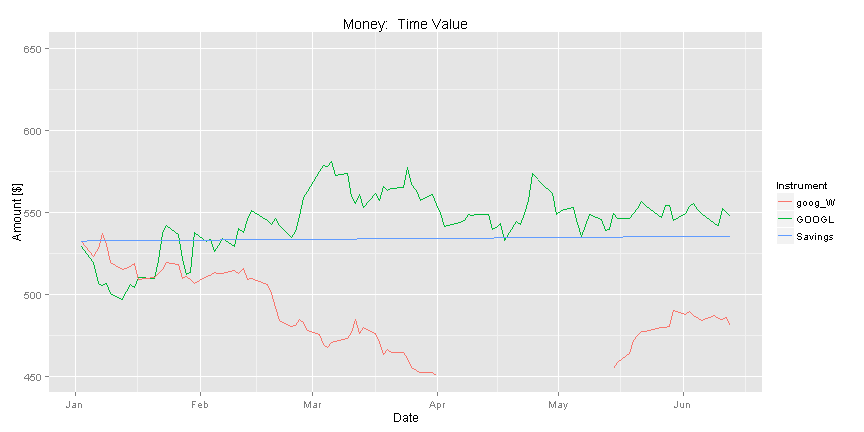 Money:  Time Value
650
600
550
500
450
Amount [$]
Jan Feb Mar Apr May Jun
Date
Instrument
goog_W
GOOGL
Savings